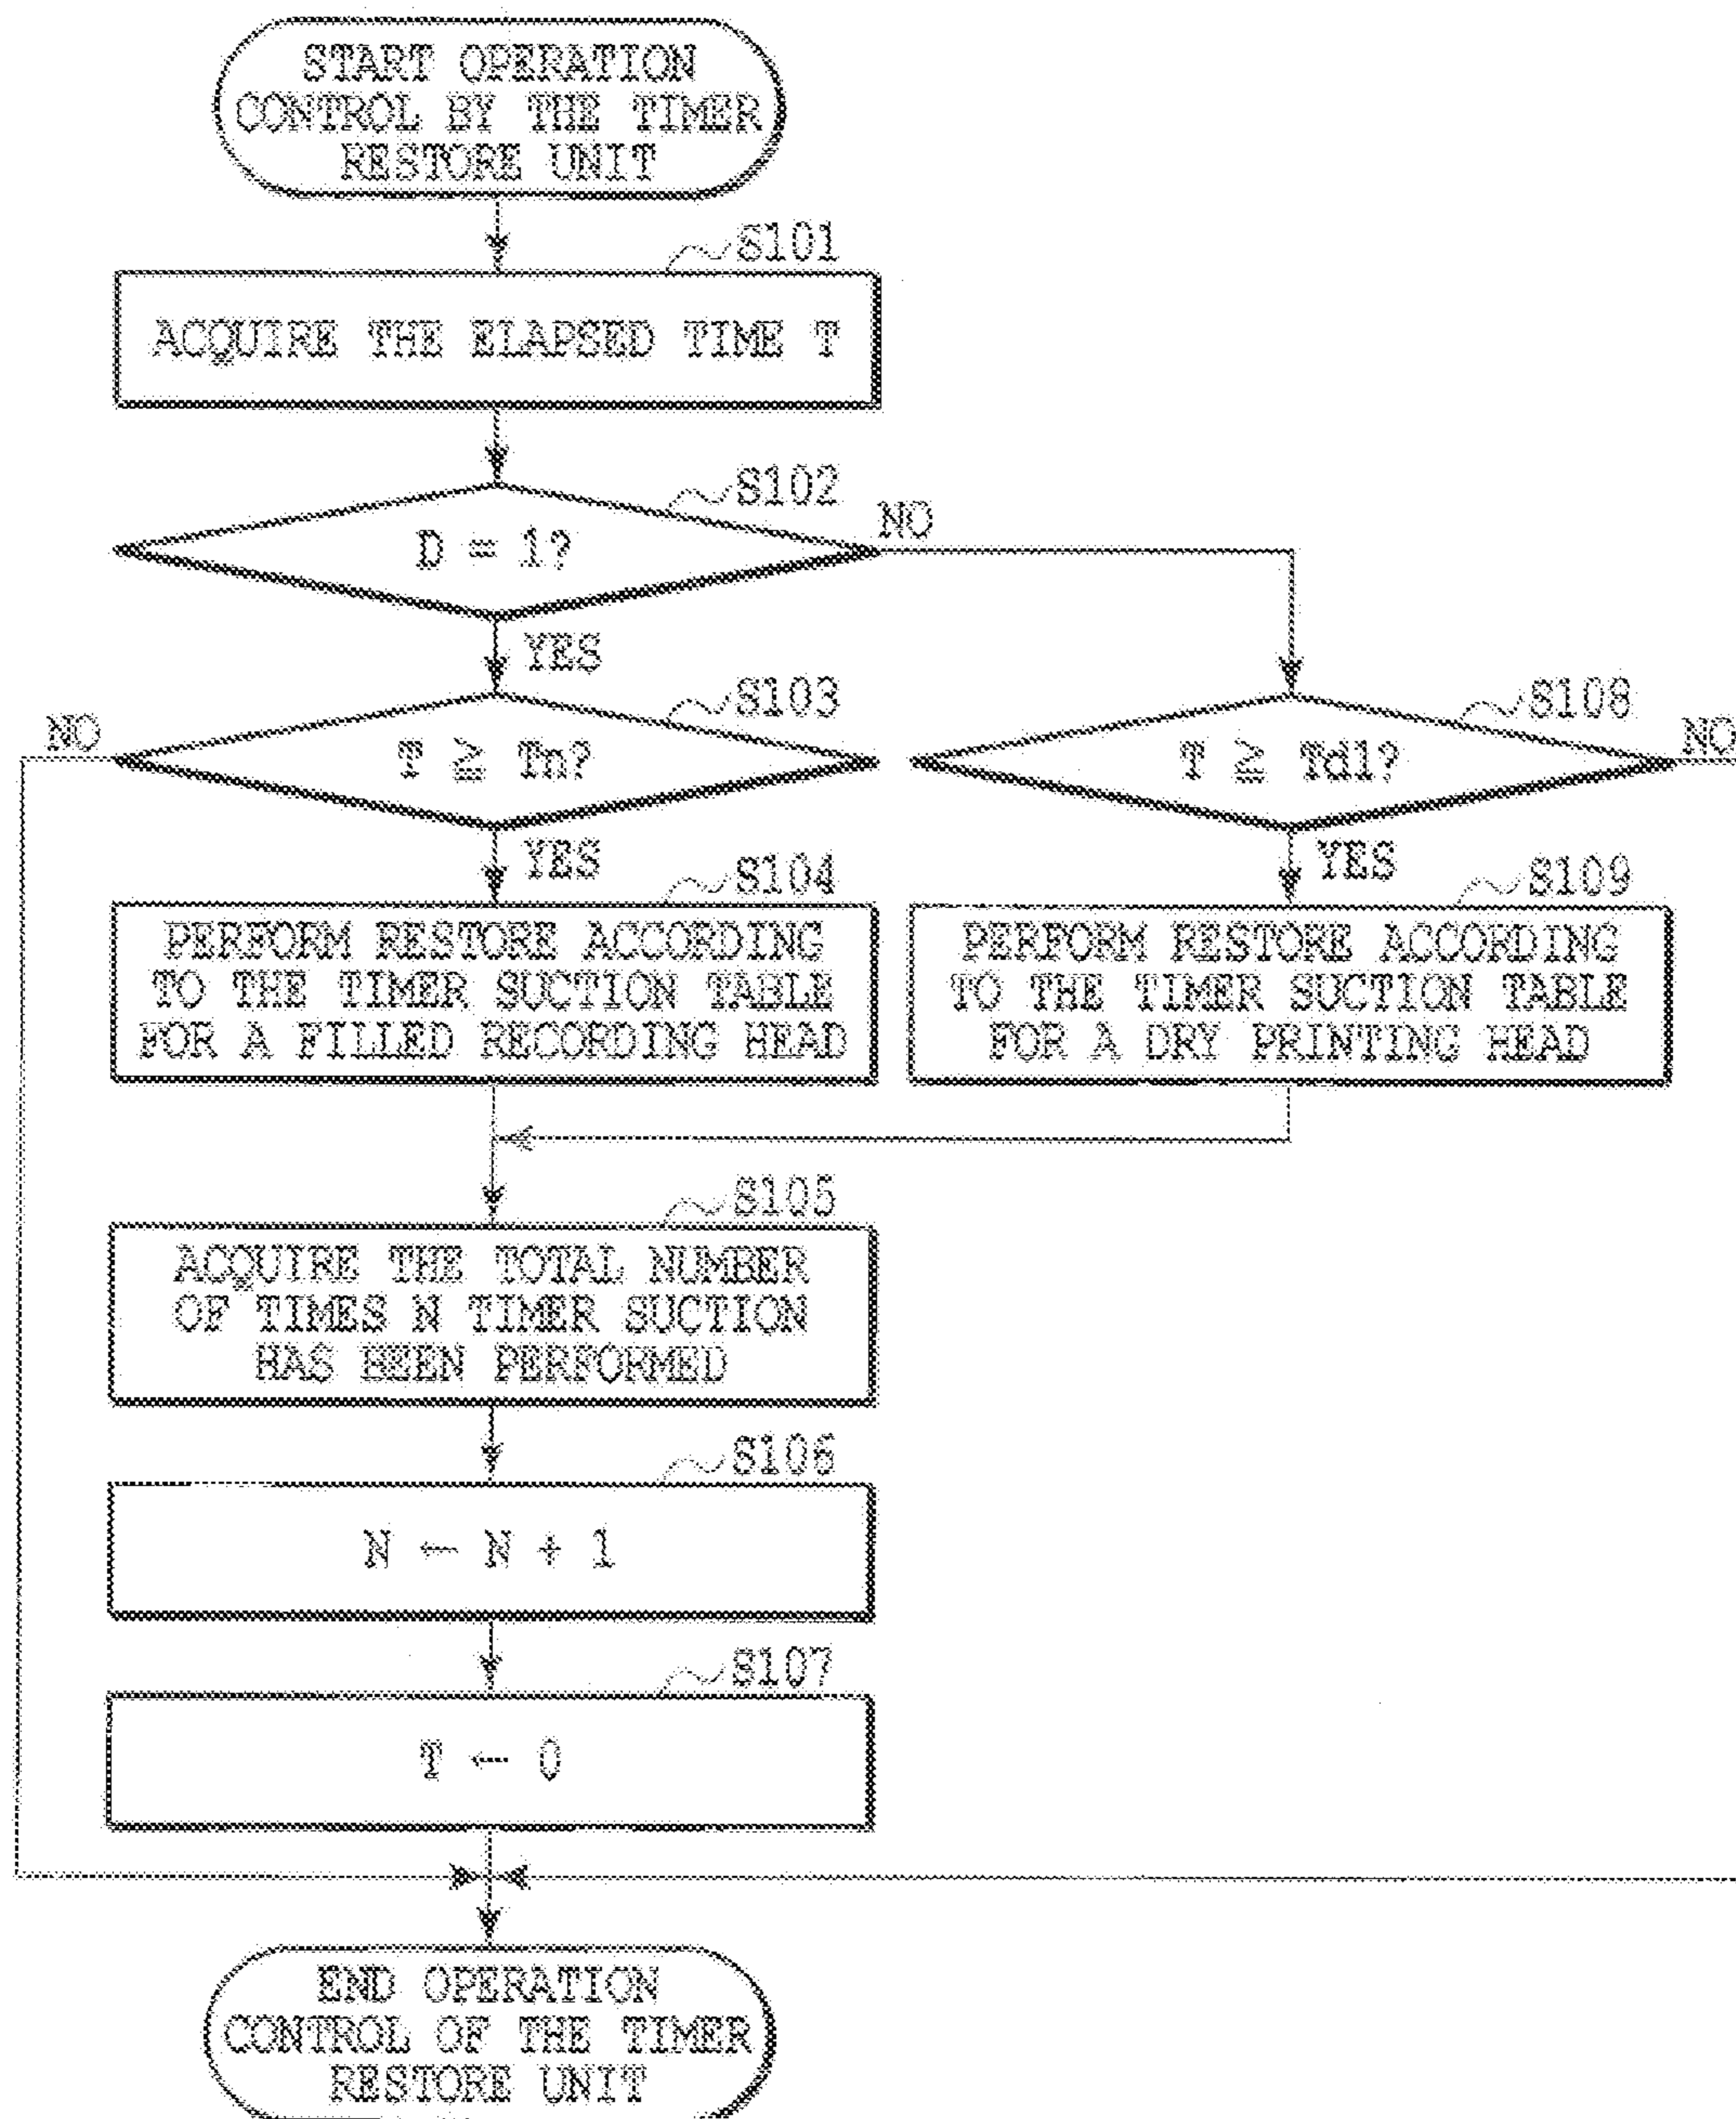 START OPERATION
CONTROL BY THE TIMER
RESTORE UNIT
S101
ACQUIRE THE ELAPSED TIME T
S102
D = 1?
NO
YES
S103
T ≧ Tn?
NO
S108
T ≧ Td1?
NO
YES
YES
S104
PERFORM RESTORE ACCORDING
TO THE TIMER SUCTION TABLE
FOR A FILLED RECORDING HEAD
S109
PERFORM RESTORE ACCORDING
TO THE TIMER SUCTION TABLE
FOR A DRY PRINTING HEAD
S105
ACQUIRE THE TOTAL NUMBER
OF TIMES N TIMER SUCTION
HAS BEEN PERFORMED
S106
N ← N + 1
S107
T ← 0
END OPERATION
CONTROL OF THE TIMER
RESTORE UNIT